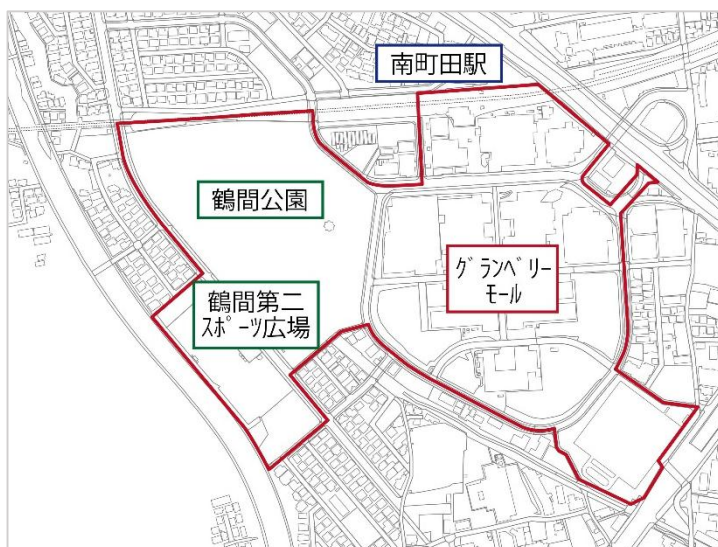 南町田駅
鶴間公園
グランベリー
モール
鶴間第二
スポーツ広場